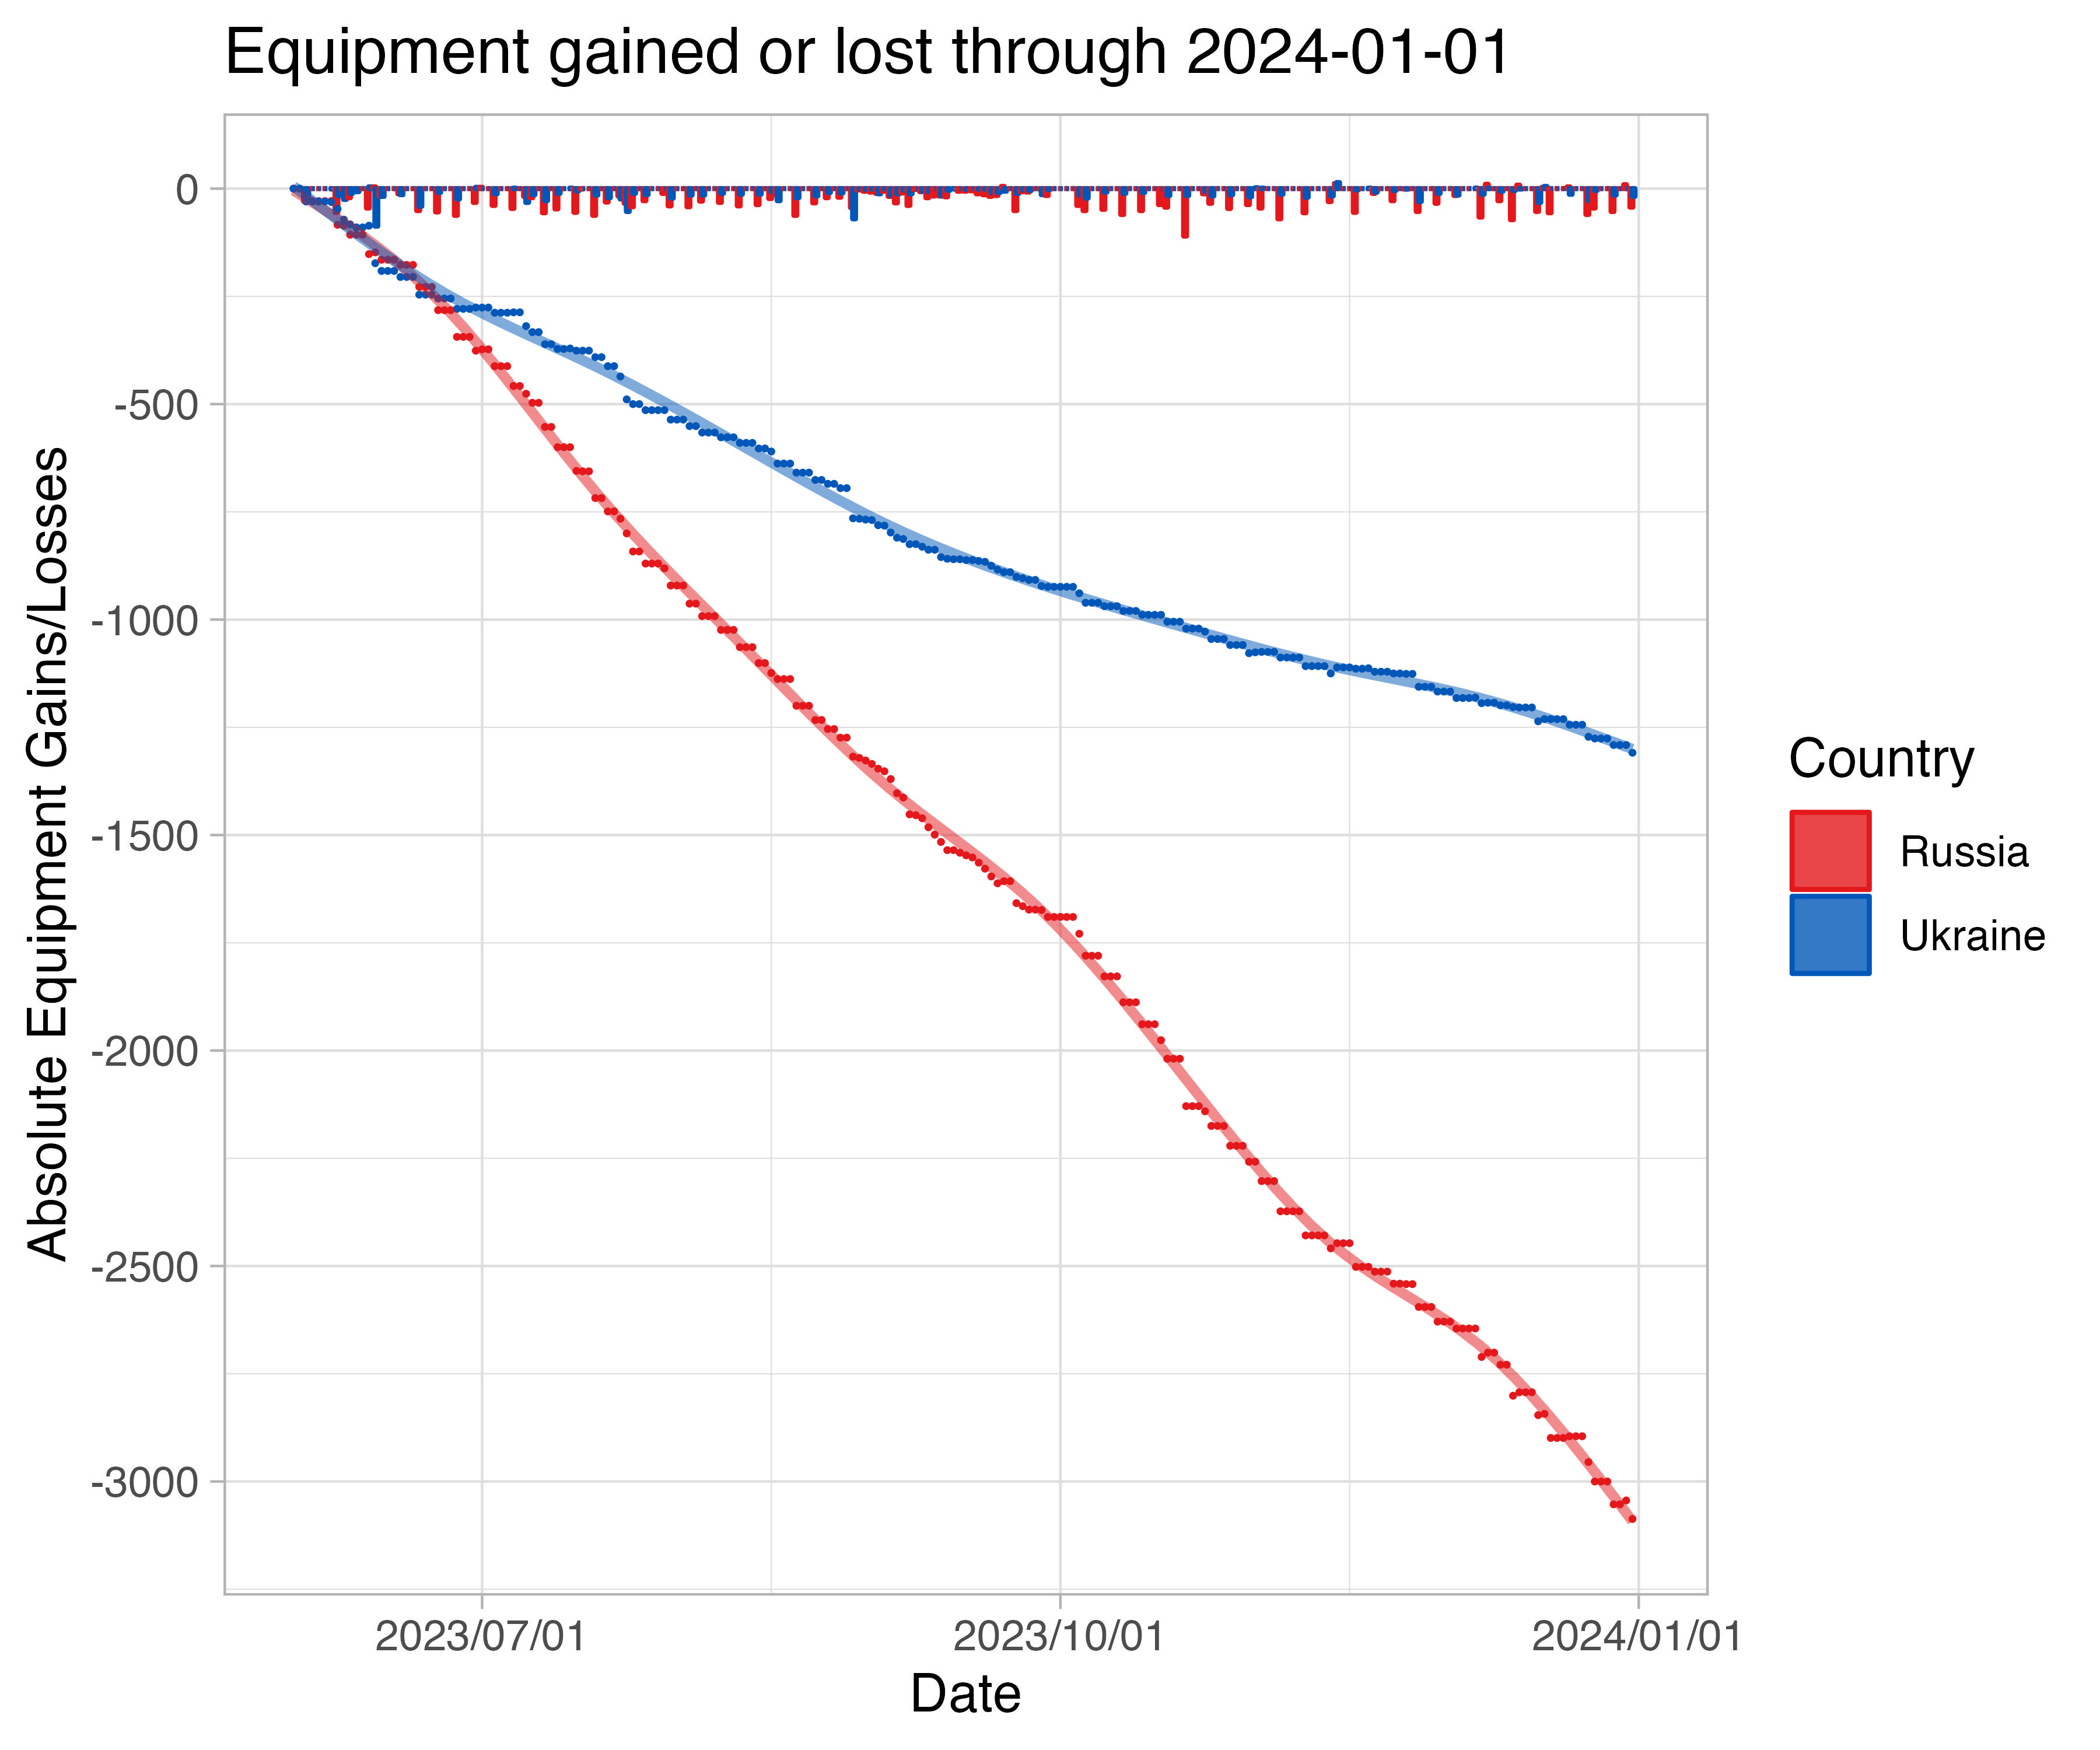 Equipment gained or lost through 2024-01-01
Absolute Equipment Gains/Losses
0
-500
-1000
-1500
-2000
-2500
-3000
2023/07/01
2023/10/01
2024/01/01
Date
Country
Russia
Ukraine